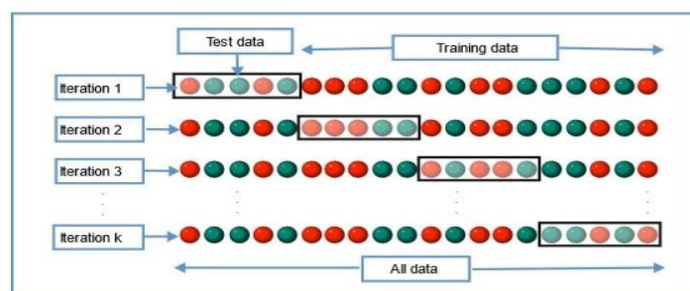 Test data
Training data
Iteration 1
Iteration 2
Iteration 3
Iteration k
All data